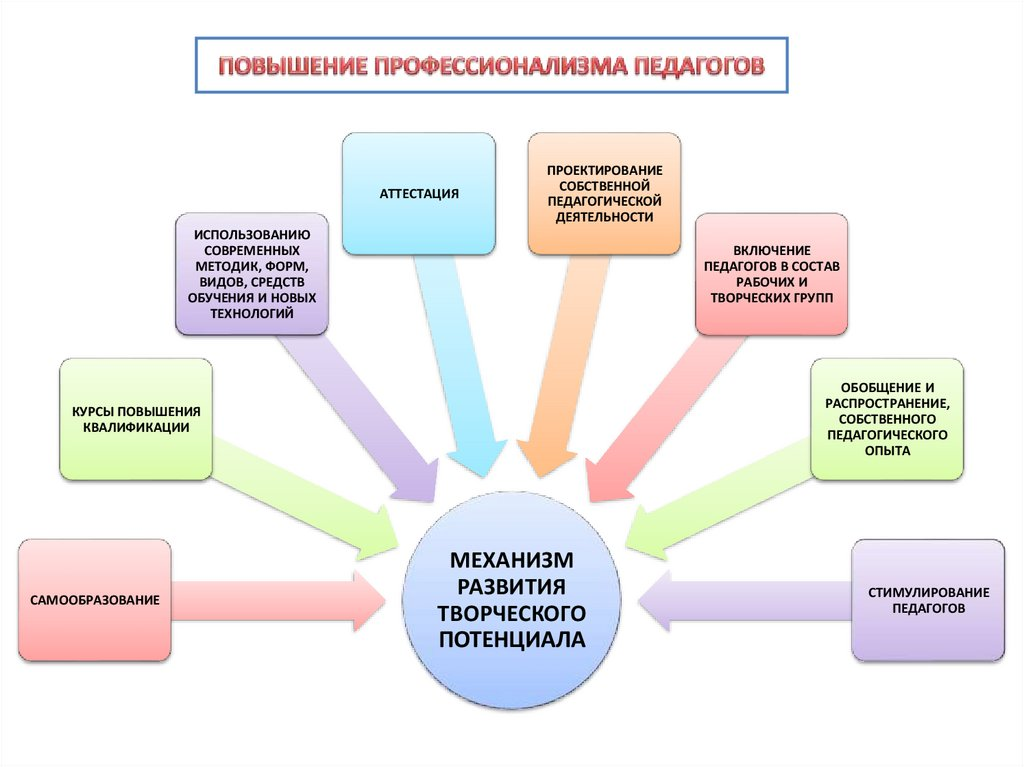 ПОВЫШЕНИЕ ПРОФЕССИОНАЛИЗМА ПЕДАГОГОВ
АТТЕСТАЦИЯ
ПРОЕКТИРОВАНИЕ
СОБСТВЕННОЙ
ПЕДАГОГИЧЕСКОЙ
ДЕЯТЕЛЬНОСТИ
ИСПОЛЬЗОВАНИЮ
СОВРЕМЕННЫХ
МЕТОДИК, ФОРМ,
ВИДОВ, СРЕДСТВ
ОБУЧЕНИЯ И НОВЫХ
ТЕХНОЛОГИЙ
ВКЛЮЧЕНИЕ
ПЕДАГОГОВ В СОСТАВ
РАБОЧИХ И
ТВОРЧЕСКИХ ГРУПП
КУРСЫ ПОВЫШЕНИЯ
КВАЛИФИКАЦИИ
ОБОБЩЕНИЕ И
РАСПРОСТРАНЕНИЕ,
СОБСТВЕННОГО
ПЕДАГОГИЧЕСКОГО
ОПЫТА
САМООБРАЗОВАНИЕ
МЕХАНИЗМ
РАЗВИТИЯ
ТВОРЧЕСКОГО
ПОТЕНЦИАЛА
СТИМУЛИРОВАНИЕ
ПЕДАГОГОВ